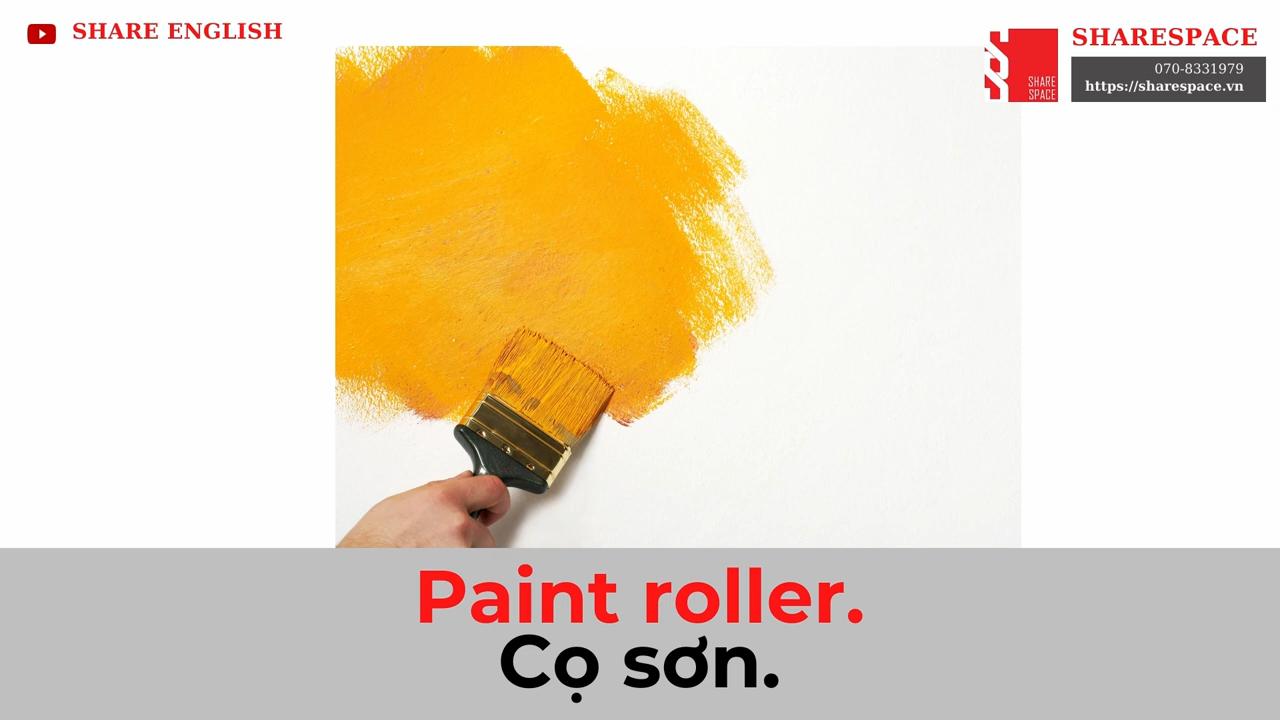 SHARE ENGLISH
SHARE
SPACE
SHARESPACE
070-8331979
https://sharespace.vn
Paint roller.
Cọ sơn.